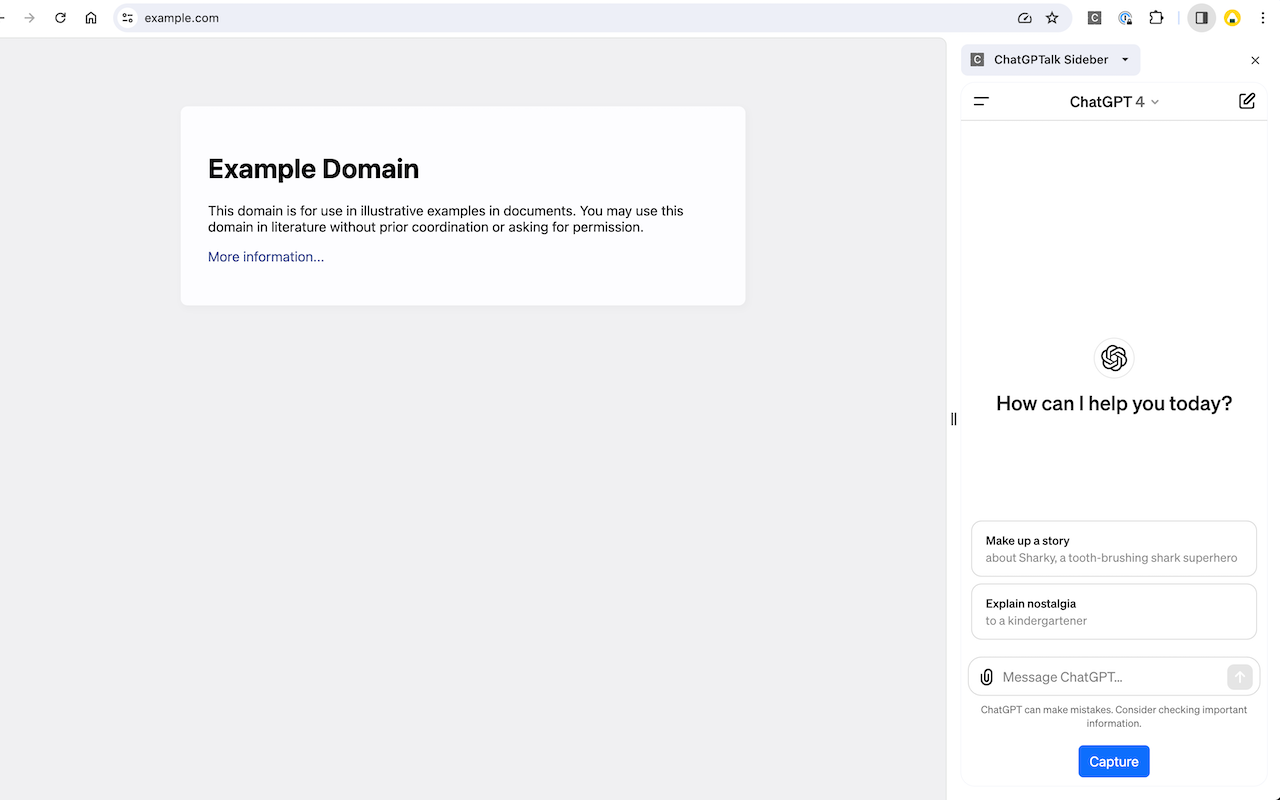 example.com
Example Domain
This domain is for use in illustrative examples in documents. You may use this
domain in literature without prior coordination or asking for permission.
More information...
C ChatGPTalk Sideber
ChatGPT 4
How can I help you today?
Make up a story
about Sharky, a tooth-brushing shark superhero
Explain nostalgia
to a kindergartener
Message ChatGPT...
ChatGPT can make mistakes. Consider checking important
information.
Capture